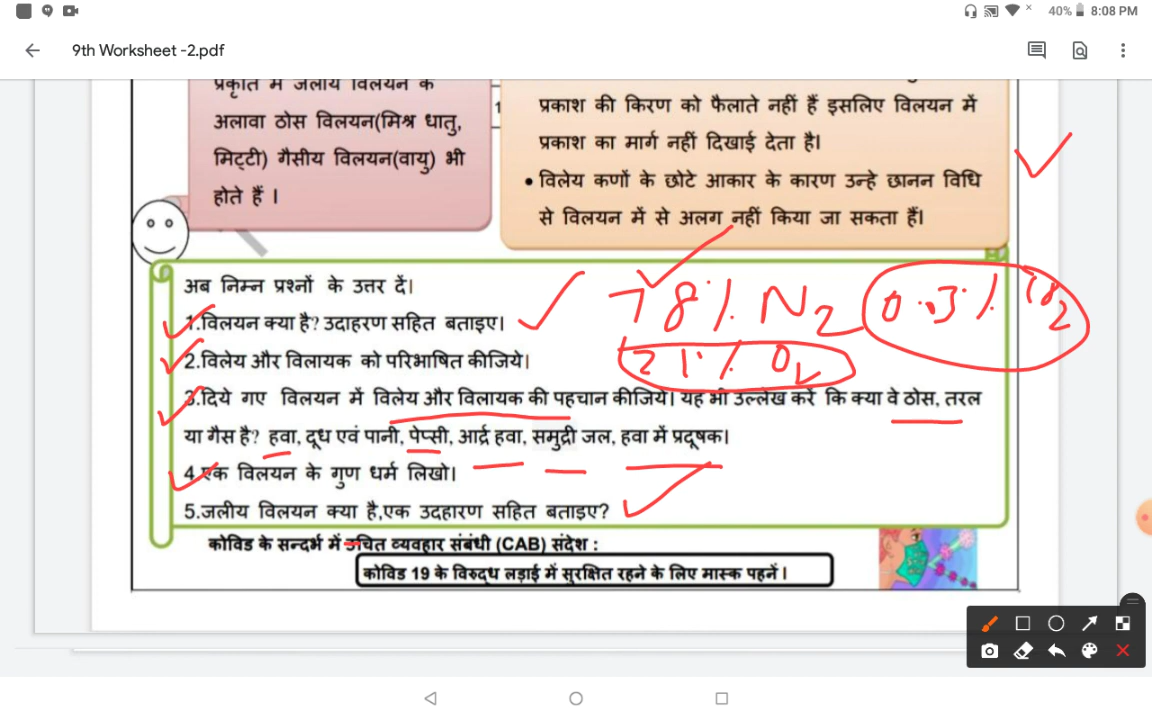 40% 8:08 PM
9th Worksheet -2.pdf
प्रकृति में जलीय विलयन के
अलावा ठोस विलयन(मिश्र धातु,
मिट्टी) गैसीय विलयन(वायु) भी
होते हैं ।
1
प्रकाश की किरण को फैलाते नहीं हैं इसलिए विलयन में
प्रकाश का मार्ग नहीं दिखाई देता है।
• विलेय कणों के छोटे आकार के कारण उन्हे छानन विधि
से विलयन में से अलग नहीं किया जा सकता हैं।
अब निम्न प्रश्नों के उत्तर दें।
78% N2 0.3%
1.विलयन क्या है? उदाहरण सहित बताइए।
2.विलेय और विलायक को परिभाषित कीजिये।
21% O2
3.दिये गए विलयन में विलेय और विलायक की पहचान कीजिये। यह भी उल्लेख करें कि क्या वे ठोस, तरल
या गैस है? हवा, दूध एवं पानी, पेप्सी, आर्द्र हवा, समुद्री जल, हवा में प्रदूषक।
4.एक विलयन के गुण धर्म लिखो।
5.जलीय विलयन क्या है,एक उदहारण सहित बताइए?
कोविड के सन्दर्भ में उचित व्यवहार संबंधी (CAB) संदेश :
कोविड 19 के विरुद्ध लड़ाई में सुरक्षित रहने के लिए मास्क पहनें ।